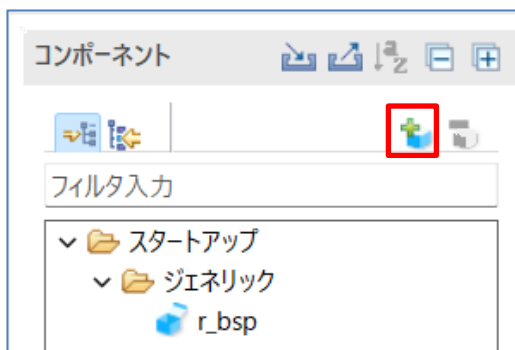 コンポーネント
フィルタ入力
スタートアップ
ジェネリック
r_bsp